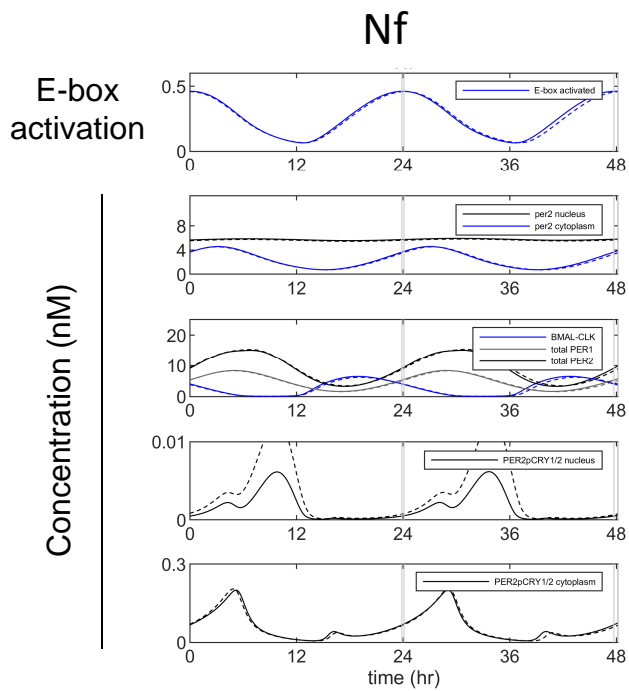 Nf
E-box
activation
0.5
0
E-box activated
0 12 24 36 48
Concentration (nM)
8
4
0
per2 nucleus
per2 cytoplasm
0 12 24 36 48
20
10
0
BMAL-CLK
total PER1
total PER2
0 12 24 36 48
0.01
0
PER2pCRY1/2 nucleus
0 12 24 36 48
0.3
0
PER2pCRY1/2 cytoplasm
0 12 24 36 48
time (hr)